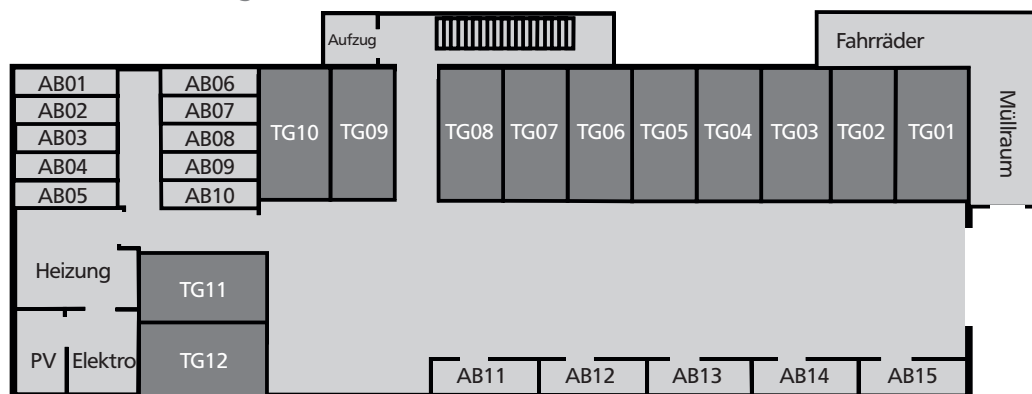 Aufzug
Fahrräder
AB01
AB06
AB02
AB07
AB03
AB08
AB04
AB09
AB05
AB10
TG10
TG09
TG08
TG07
TG06
TG05
TG04
TG03
TG02
TG01
Müllraum
Heizung
TG11
PV
Elektro
TG12
AB11
AB12
AB13
AB14
AB15